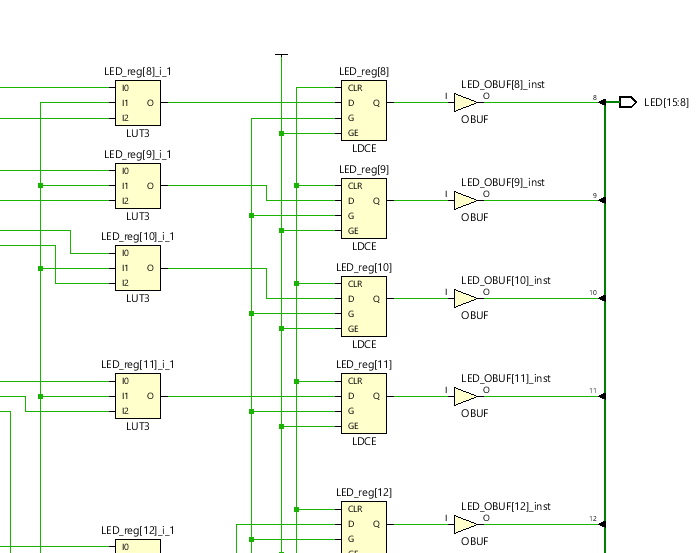 LED_reg[8]_i_1
I0
I1
I2
O
LUT3
LED_reg[8]
CLR
D
G
GE
Q
LDCE
LED_OBUF[8]_inst
I
O
OBUF
8
LED[15:8]
LED_reg[9]_i_1
I0
I1
I2
O
LUT3
LED_reg[9]
CLR
D
G
GE
Q
LDCE
LED_OBUF[9]_inst
I
O
OBUF
9
LED_reg[10]_i_1
I0
I1
I2
O
LUT3
LED_reg[10]
CLR
D
G
GE
Q
LDCE
LED_OBUF[10]_inst
I
O
OBUF
10
LED_reg[11]_i_1
I0
I1
I2
O
LUT3
LED_reg[11]
CLR
D
G
GE
Q
LDCE
LED_OBUF[11]_inst
I
O
OBUF
11
LED_reg[12]_i_1
I0
LED_reg[12]
CLR
D
G
Q
LED_OBUF[12]_inst
I
O
OBUF
12